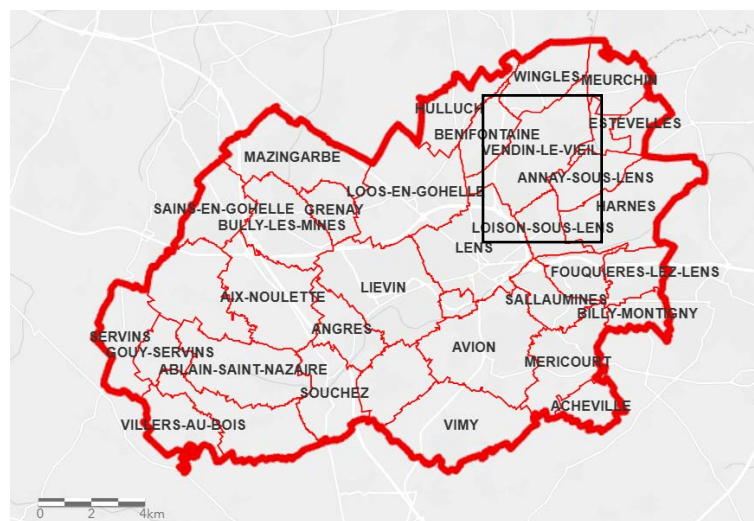 WINGLES
MEURCHIN
HULLUCH
ESTEVELLES
BENIFONTAINE
VENDIN-LE-VIEIL
MAZINGARBE
ANNAY-SOUS-LENS
LOOS-EN-GOHELLE
HARNES
SAINS-EN-GOHELLE
GRENAY
BULLY-LES-MINES
LOISON-SOUS-LENS
LENS
FOUQUIERES-LEZ-LENS
LIEVIN
AIX-NOULETTE
SALLAUMINES
BILLY-MONTIGNY
ANGRES
SERVINS
GOUY-SERVINS
AVION
MERICOURT
ABLAIN-SAINT-NAZAIRE
SOUCHEZ
ACHEVILLE
VILLERS-AU-BOIS
VIMY
0 2 4km